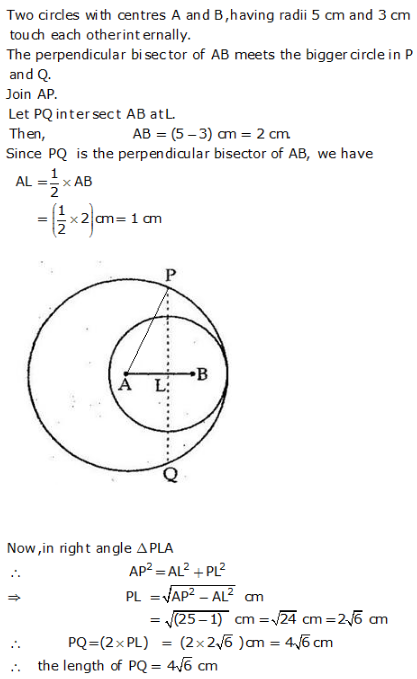 Two circles with centres A and B,having radii 5 cm and 3 cm
touch each otherinternally.
The perpendicular bisector of AB meets the bigger circle in P
and Q.
Join AP.
Let PQ intersect AB at L.
Then, AB = (5 – 3) cm = 2 cm.
Since PQ is the perpendicular bisector of AB, we have
AL = 1/2 × AB
= (1/2 × 2) cm = 1 cm
P
A L B
Q
Now,in right angle ΔPLA
∴ AP² = AL² + PL²
⇒ PL = √(AP² – AL²) cm
= √(25 – 1) cm = √24 cm = 2√6 cm
∴ PQ=(2×PL) = (2×2√6 )cm = 4√6 cm
∴ the length of PQ = 4√6 cm